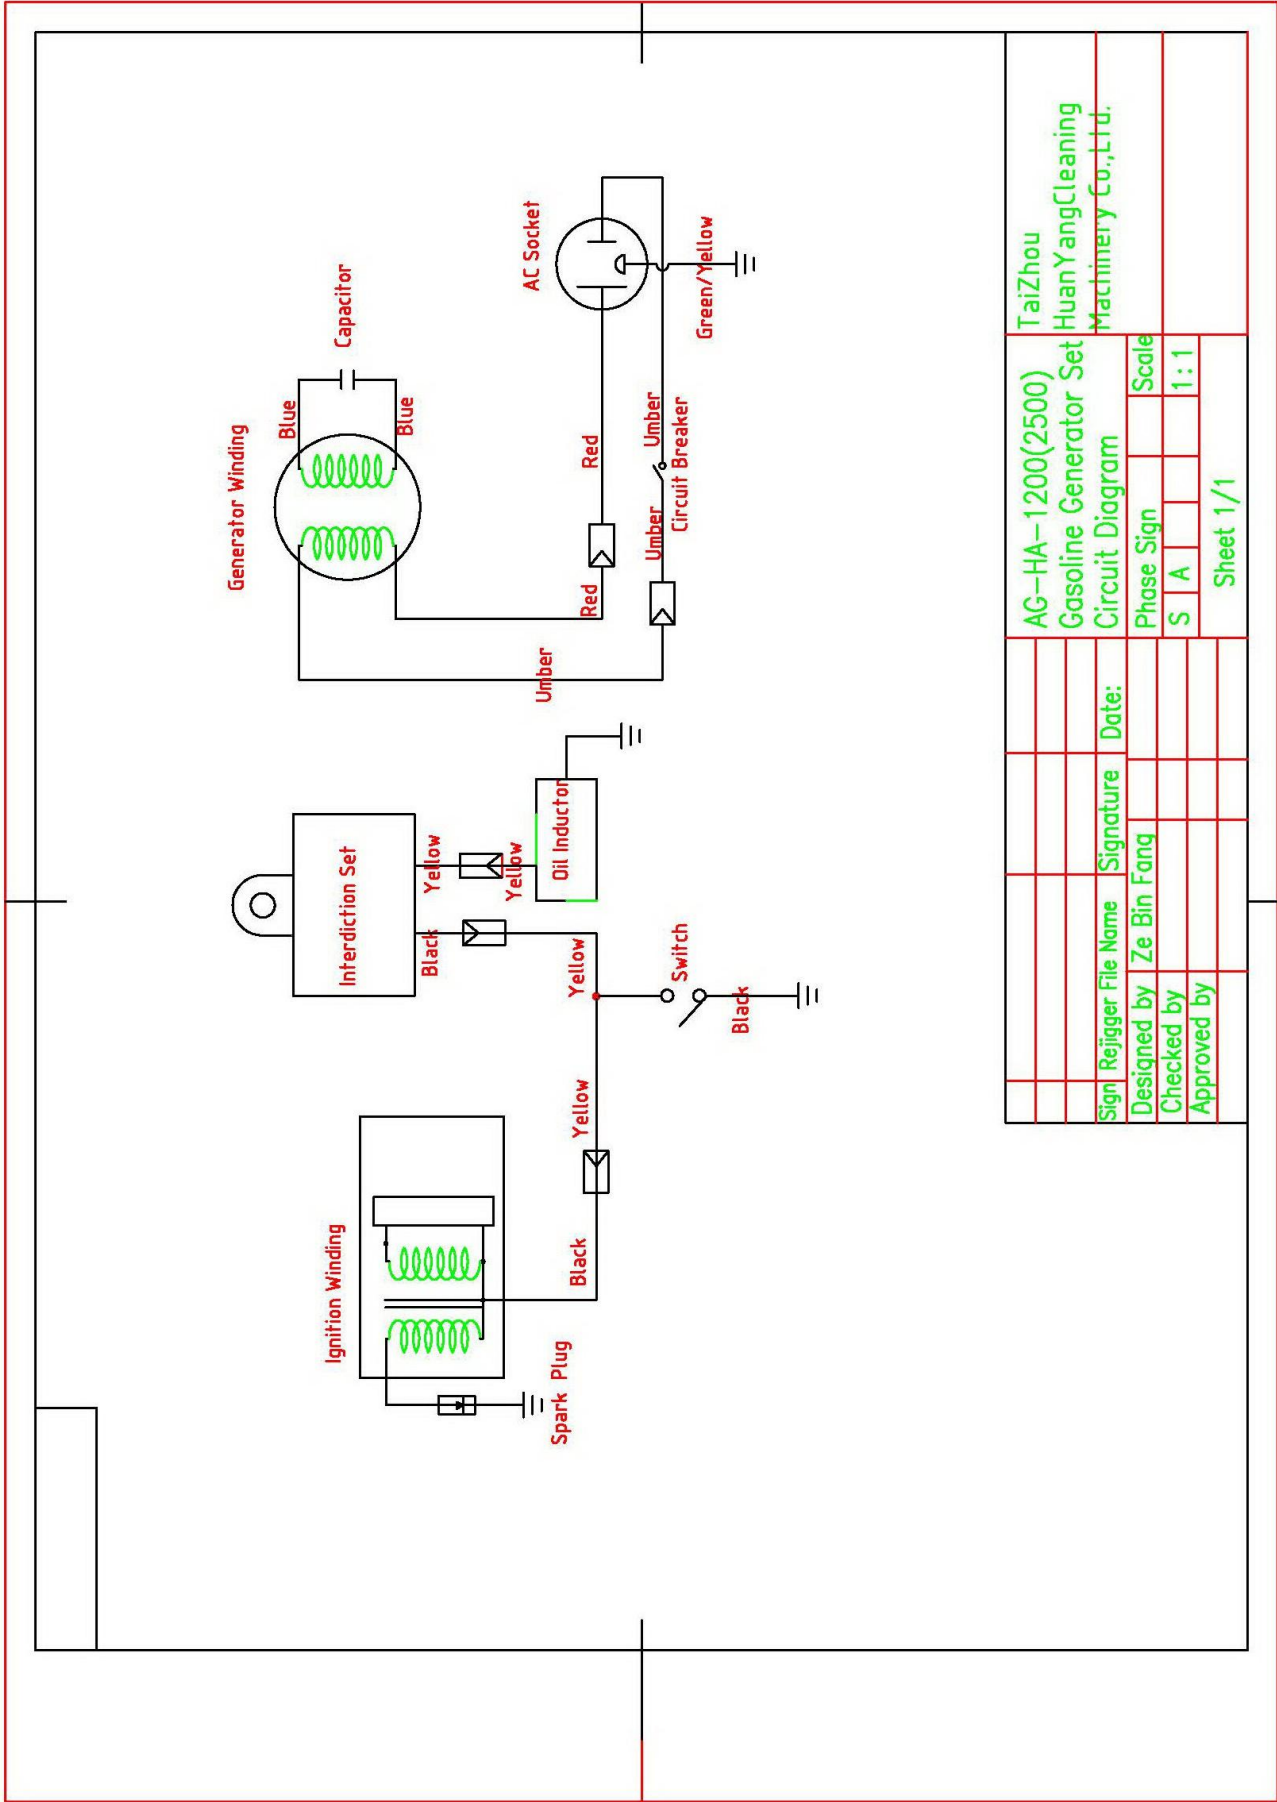 Generator Winding
Blue
Capacitor
Blue
AC Socket
Red
Red
Umber
Umber
Umber
Circuit Breaker
Green/Yellow
Interdiction Set
Yellow
Yellow
Oil Inductor
Black
Yellow
Switch
Black
Ignition Winding
Yellow
Black
Spark Plug
AG-HA-1200(2500)
Gasoline Generator Set
Circuit Diagram
TaiZhou
HuanYangCleaning
Machinery Co.,Ltd.
Sign Rejigger File Name Signature Date:
Designed by Ze Bin Fang
Checked by
Approved by
Phase Sign Scale
S A 1:1
Sheet 1/1